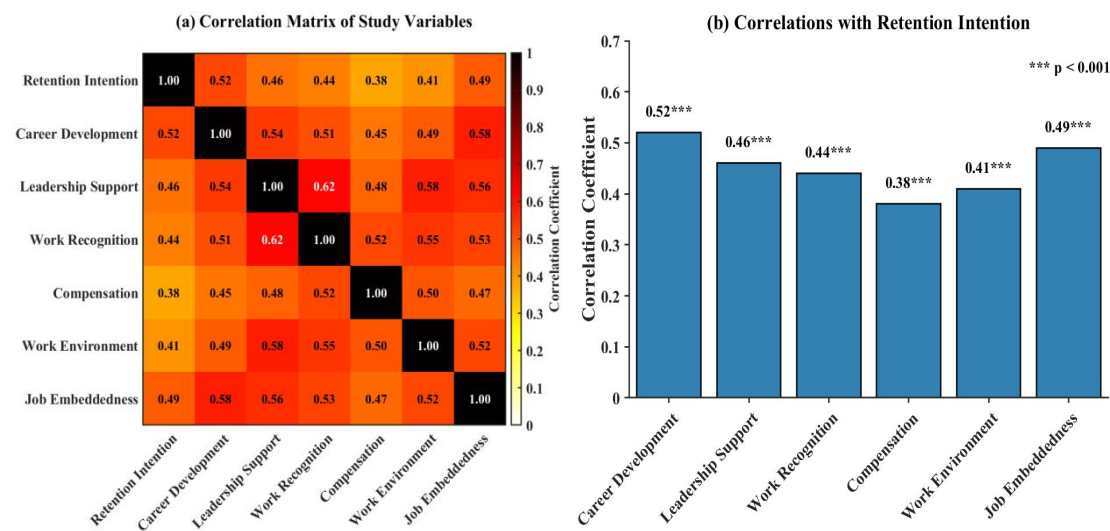 (a) Correlation Matrix of Study Variables
Retention Intention 1.00 0.52 0.46 0.44 0.38 0.41 0.49
Career Development 0.52 1.00 0.54 0.51 0.45 0.49 0.58
Leadership Support 0.46 0.54 1.00 0.62 0.48 0.58 0.56
Work Recognition 0.44 0.51 0.62 1.00 0.52 0.55 0.53
Compensation 0.38 0.45 0.48 0.52 1.00 0.50 0.47
Work Environment 0.41 0.49 0.58 0.55 0.50 1.00 0.52
Job Embeddedness 0.49 0.58 0.56 0.53 0.47 0.52 1.00
Retention Intention
Career Development
Leadership Support
Work Recognition
Compensation
Work Environment
Job Embeddedness
1
0.9
0.8
0.7
0.6
0.5
0.4
0.3
0.2
0.1
0
Correlation Coefficient
(b) Correlations with Retention Intention
*** p < 0.001
0.7
0.6
0.5
0.4
0.3
0.2
0.1
0
Correlation Coefficient
0.52***
0.46***
0.44***
0.38***
0.41***
0.49***
Career Development
Leadership Support
Work Recognition
Compensation
Work Environment
Job Embeddedness